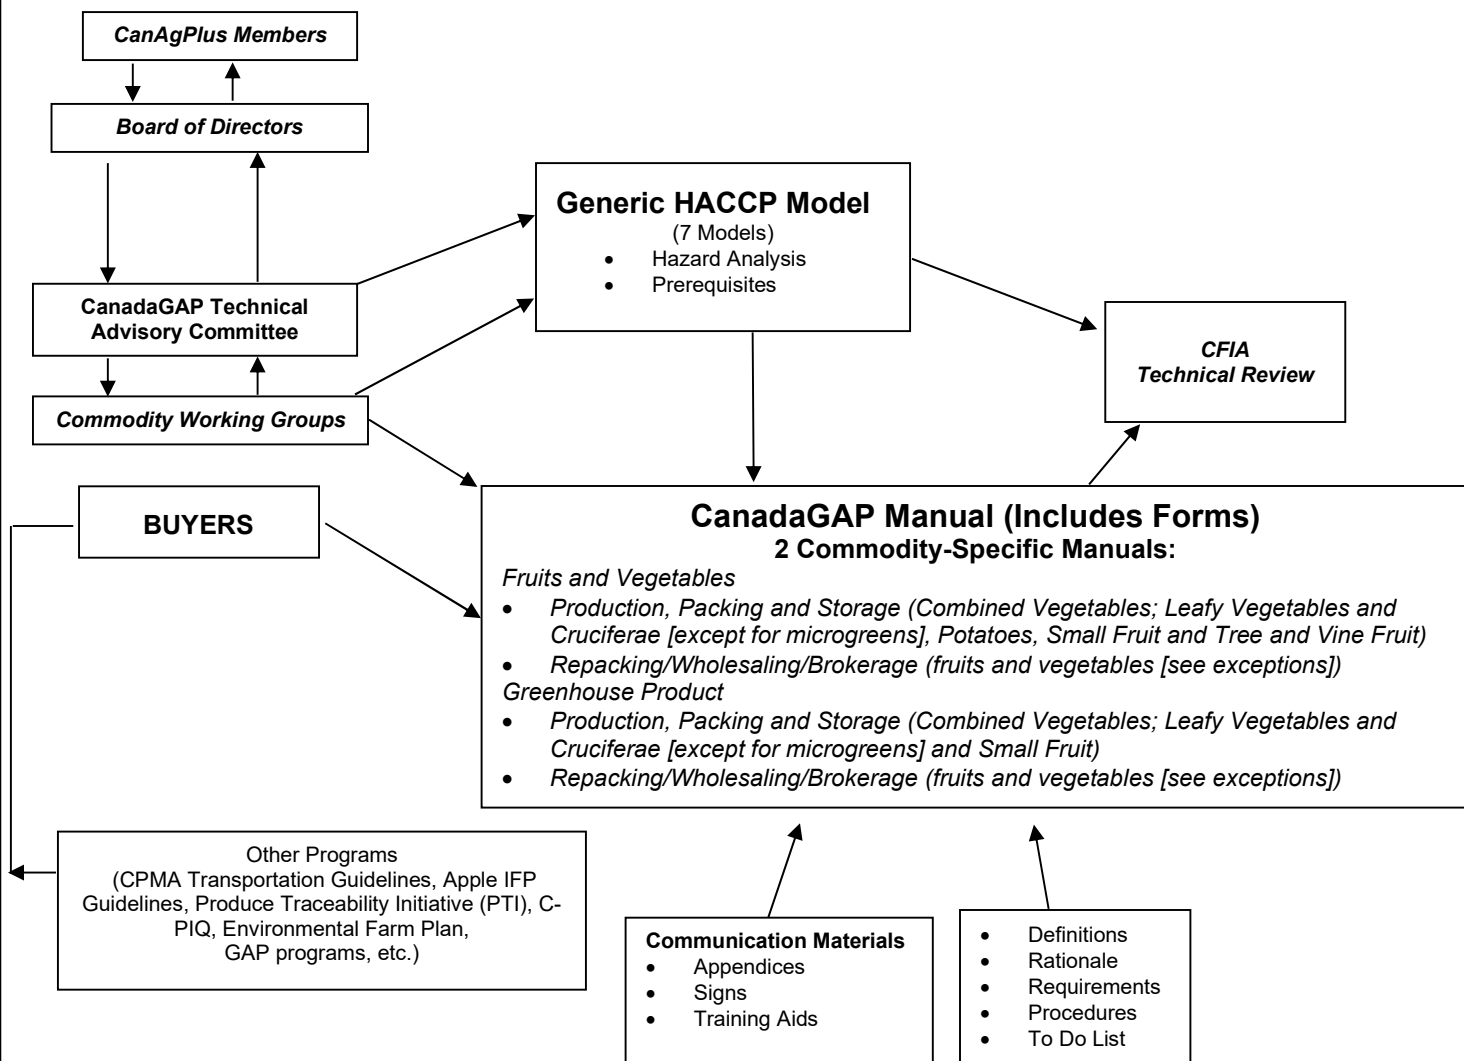 CanAgPlus Members
Board of Directors
CanadaGAP Technical
Advisory Committee
Commodity Working Groups
Generic HACCP Model
(7 Models)
• Hazard Analysis
• Prerequisites
CFIA
Technical Review
BUYERS
CanadaGAP Manual (Includes Forms)
2 Commodity-Specific Manuals:
Fruits and Vegetables
• Production, Packing and Storage (Combined Vegetables; Leafy Vegetables and
Cruciferae [except for microgreens], Potatoes, Small Fruit and Tree and Vine Fruit)
• Repacking/Wholesaling/Brokerage (fruits and vegetables [see exceptions])
Greenhouse Product
• Production, Packing and Storage (Combined Vegetables; Leafy Vegetables and
Cruciferae [except for microgreens] and Small Fruit)
• Repacking/Wholesaling/Brokerage (fruits and vegetables [see exceptions])
Other Programs
(CPMA Transportation Guidelines, Apple IFP
Guidelines, Produce Traceability Initiative (PTI), C-
PIQ, Environmental Farm Plan,
GAP programs, etc.)
Communication Materials
• Appendices
• Signs
• Training Aids
• Definitions
• Rationale
• Requirements
• Procedures
• To Do List